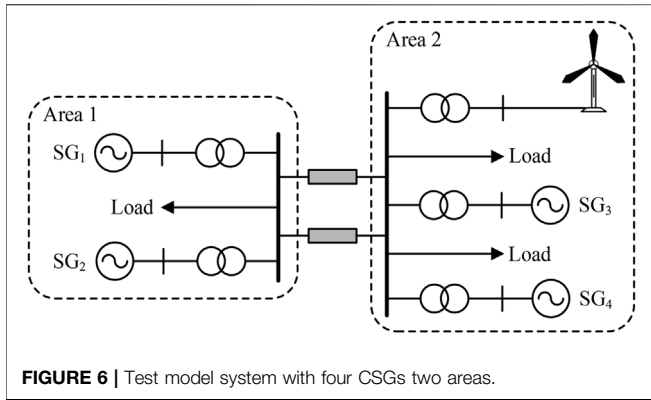 Area 2
Area 1
SG₁
Load
Load
SG₃
SG₂
Load
SG₄
FIGURE 6 | Test model system with four CSGs two areas.